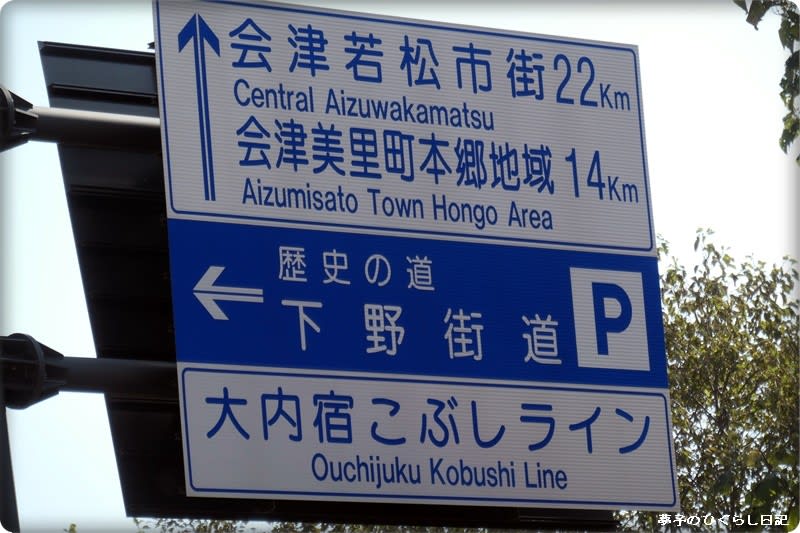 会津若松市街 22Km
Central Aizuwakamatsu
会津美里町本郷地域 14Km
Aizumisato Town Hongo Area
歴史の道
下野街道 P
大内宿こぶしライン
Ouchijuku Kobushi Line
夢子のひぐらし日記